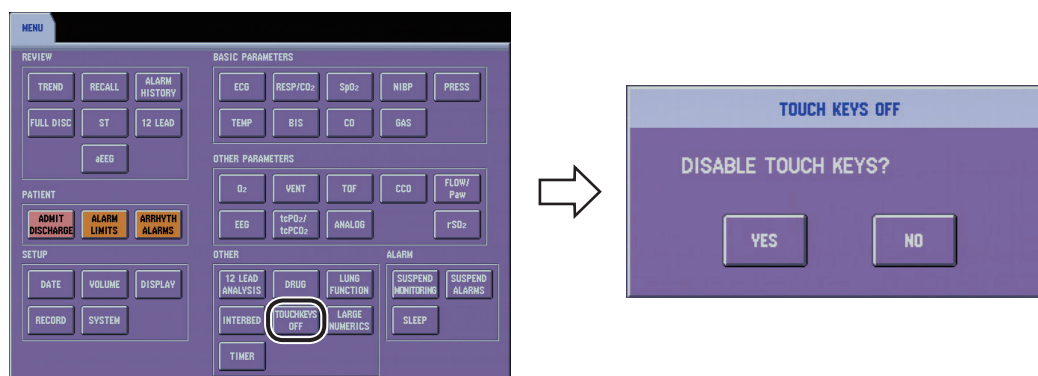 MENU
REVIEW
TREND
RECALL
ALARM
HISTORY
FULL DISC
ST
12 LEAD
aEEG
PATIENT
ADMIT
DISCHARGE
ALARM
LIMITS
ARRHYTH
ALARMS
SETUP
DATE
VOLUME
DISPLAY
RECORD
SYSTEM
BASIC PARAMETERS
ECG
RESP/CO2
SpO2
NIBP
PRESS
TEMP
BIS
CO
GAS
OTHER PARAMETERS
O2
VENT
TOF
CCO
FLOW/
Paw
EEG
tcPO2/
tcPCO2
ANALOG
rSO2
OTHER
12 LEAD
ANALYSIS
DRUG
LUNG
FUNCTION
INTERBED
TOUCHKEYS
OFF
LARGE
NUMERICS
TIMER
ALARM
SUSPEND
MONITORING
SUSPEND
ALARMS
SLEEP
TOUCH KEYS OFF
DISABLE TOUCH KEYS?
YES
NO